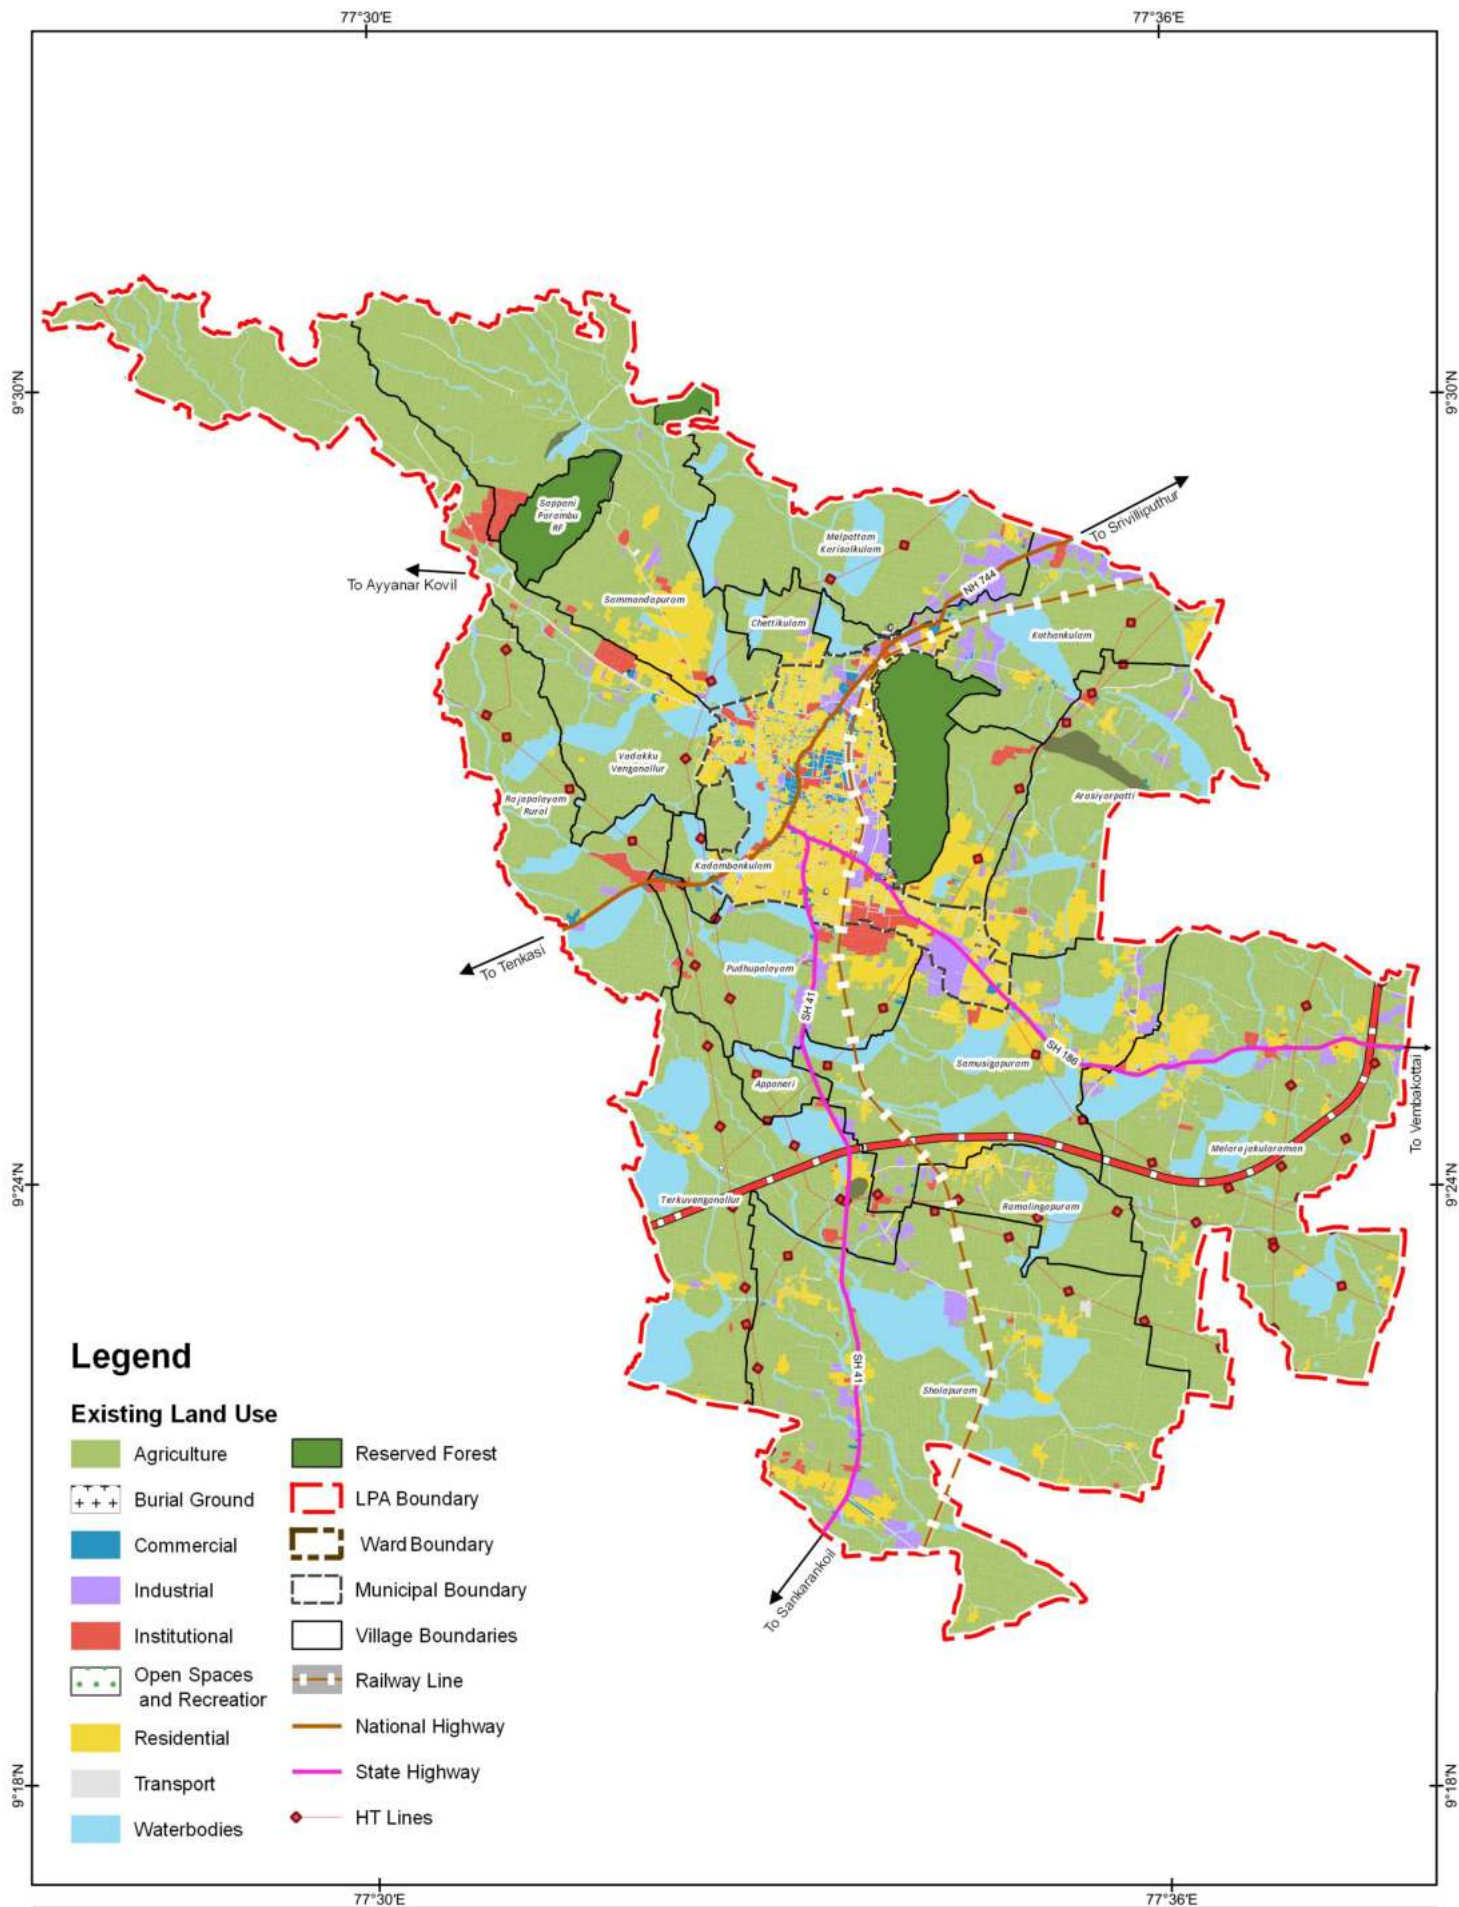 77°30'E
77°36'E
9°30'N
9°30'N
To Srivilliputhur
Sappani
Parambu
RF
Malpattam
Karisalkulam
To Ayyanar Kovil
NH 744
Sammandapuram
Chettikulam
Kothankulam
Vadakku
Venganallur
Rajapalayam
Rural
Arasiyarpatti
Kadambankulam
To Tenkasi
Pudhupalayam
SH 41
SH 186
Samusigapuram
To Vembakottai
Apponeri
Melarajakularaman
9°24'N
9°24'N
Terkuvenganallur
Ramalingapuram
SH 41
Sholapuram
To Sankarankoil
Legend
Existing Land Use
Agriculture
Burial Ground
Commercial
Industrial
Institutional
Open Spaces
and Recreatior
Residential
Transport
Waterbodies
Reserved Forest
LPA Boundary
Ward Boundary
Municipal Boundary
Village Boundaries
Railway Line
National Highway
State Highway
HT Lines
9°18'N
9°18'N
77°30'E
77°36'E